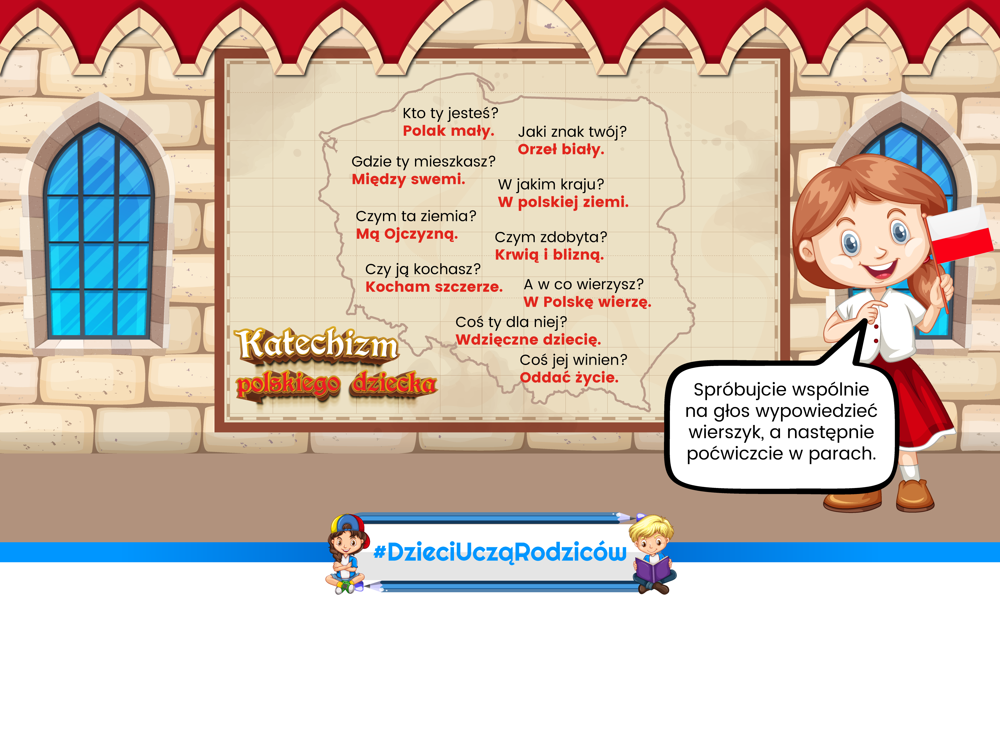 Kto ty jesteś?
Polak mały.
Jaki znak twój?
Orzeł biały.
Gdzie ty mieszkasz?
Między swemi.
W jakim kraju?
W polskiej ziemi.
Czym ta ziemia?
Mą Ojczyzną.
Czym zdobyta?
Krwią i blizną.
Czy ją kochasz?
Kocham szczerze.
A w co wierzysz?
W Polskę wierzę.
Coś ty dla niej?
Wdzięczne dziecię.
Coś jej winien?
Oddać życie.
Katechizm
polskiego dziecka
Spróbujcie wspólnie
na głos wypowiedzieć
wierszyk, a następnie
poćwiczcie w parach.
#DzieciUcząRodziców